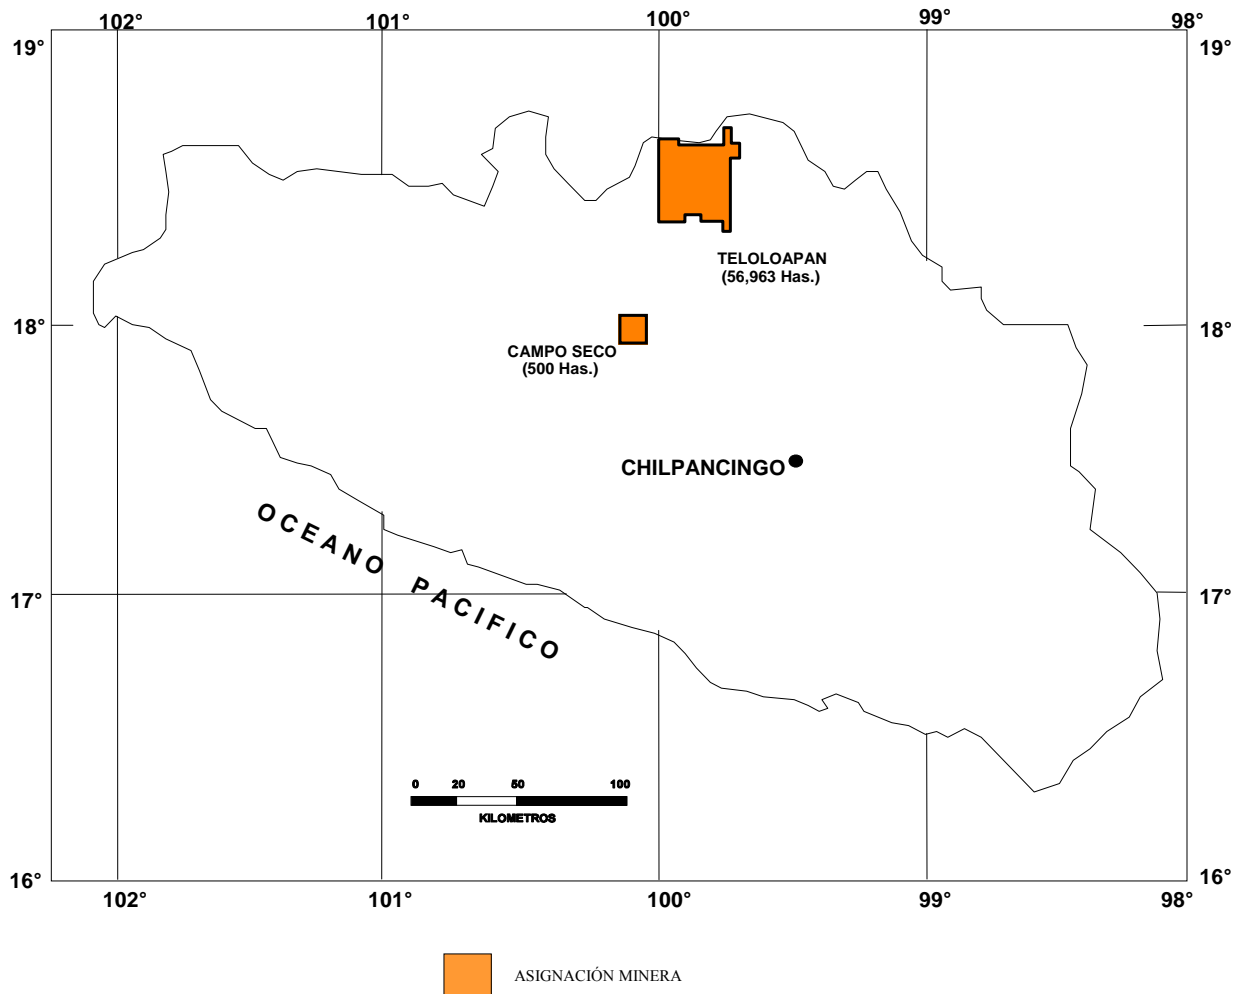 102° 101° 100° 99° 98°
19° 19°
TELOLOAPAN
(56,963 Has.)
18° 18°
CAMPO SECO
(500 Has.)
CHILPANCINGO
OCEANO PACIFICO
17° 17°
0 20 50 100
KILOMETROS
16° 16°
102° 101° 100° 99° 98°
ASIGNACIÓN MINERA